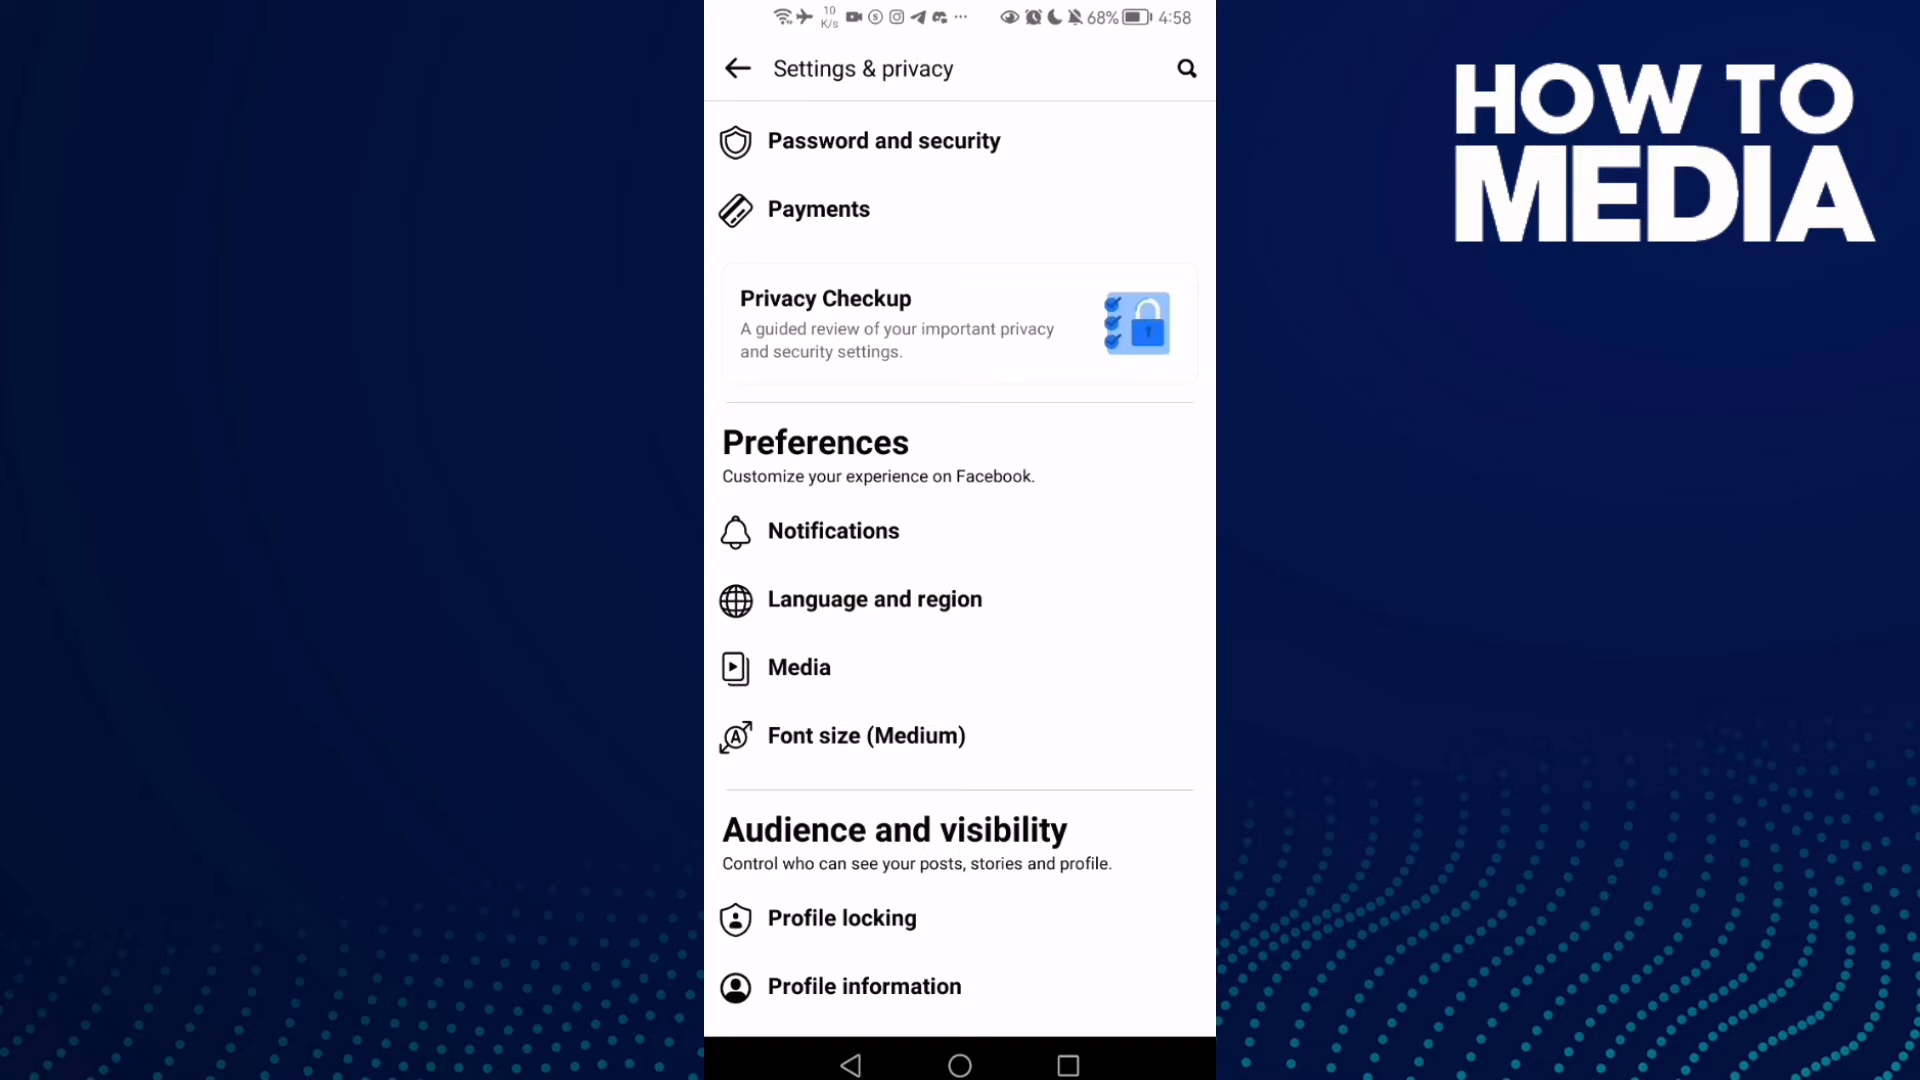 10
K/s
68%
4:58
Settings & privacy
HOW TO
MEDIA
Password and security
Payments
Privacy Checkup
A guided review of your important privacy
and security settings.
Preferences
Customize your experience on Facebook.
Notifications
Language and region
Media
Font size (Medium)
Audience and visibility
Control who can see your posts, stories and profile.
Profile locking
Profile information